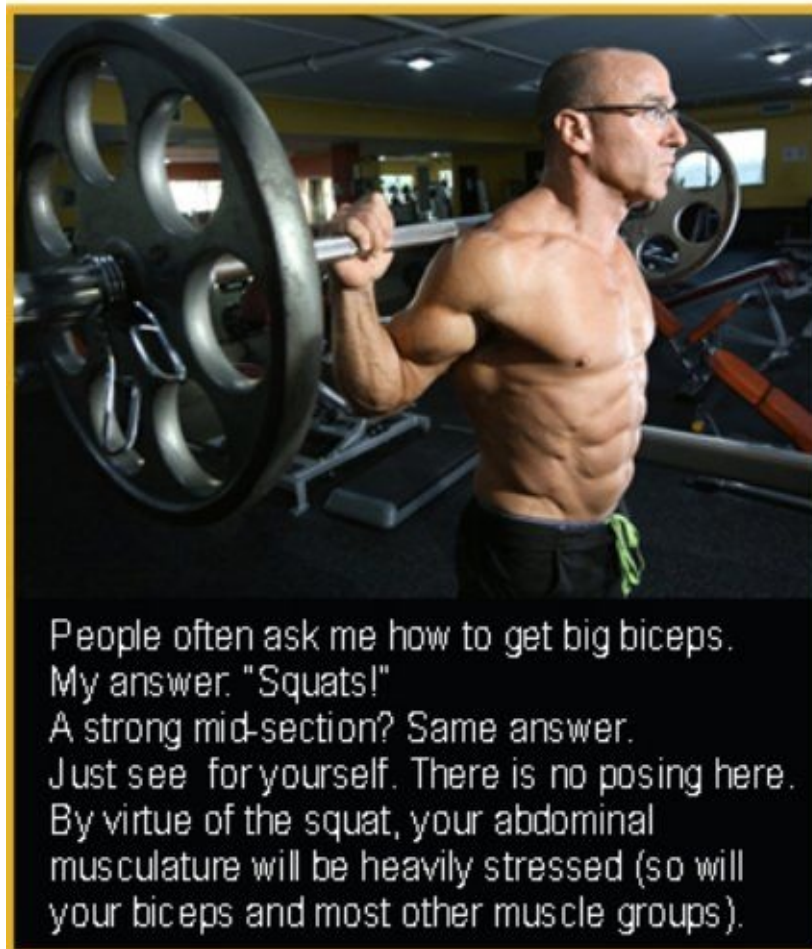 People often ask me how to get big biceps.
My answer: "Squats!"
A strong mid-section? Same answer.
Just see for yourself. There is no posing here.
By virtue of the squat, your abdominal
musculature will be heavily stressed (so will
your biceps and most other muscle groups).